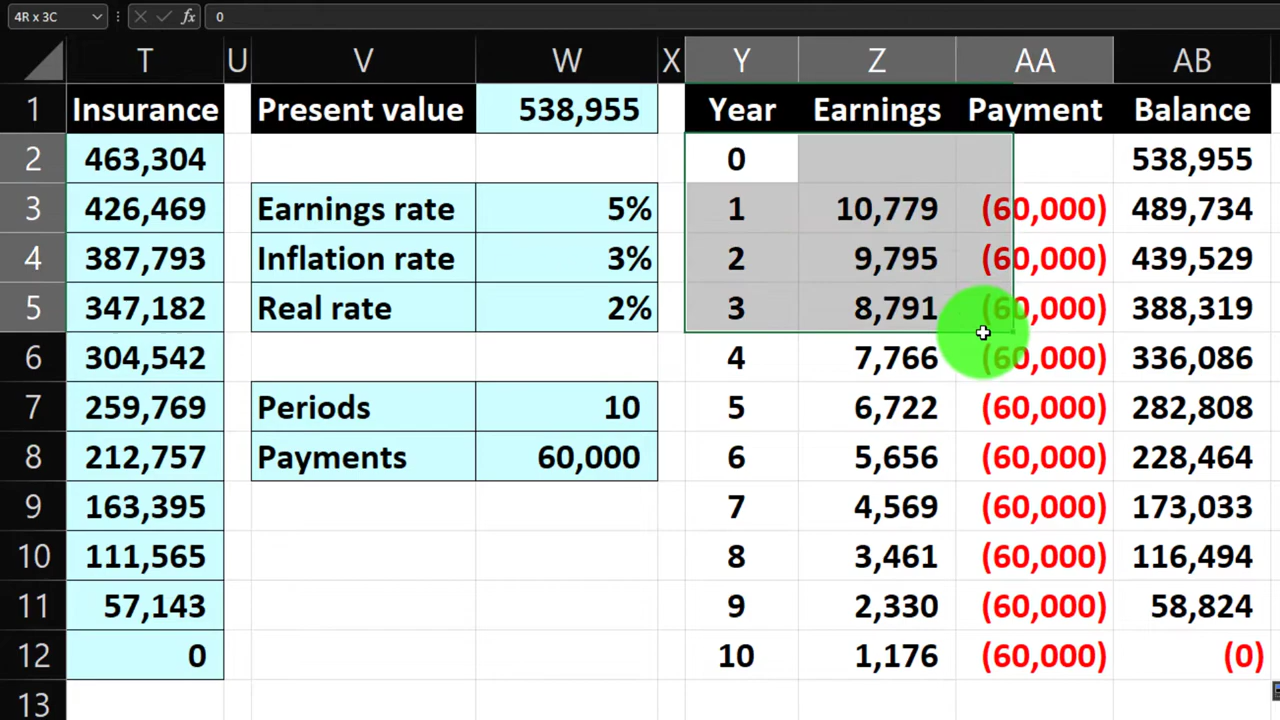 4R x 3C fx 0
T U V W X Y Z AA AB
1 Insurance Present value 538,955 Year Earnings Payment Balance
2 463,304 0 538,955
3 426,469 Earnings rate 5% 1 10,779 (60,000) 489,734
4 387,793 Inflation rate 3% 2 9,795 (60,000) 439,529
5 347,182 Real rate 2% 3 8,791 (60,000) 388,319
6 304,542 4 7,766 (60,000) 336,086
7 259,769 Periods 10 5 6,722 (60,000) 282,808
8 212,757 Payments 60,000 6 5,656 (60,000) 228,464
9 163,395 7 4,569 (60,000) 173,033
10 111,565 8 3,461 (60,000) 116,494
11 57,143 9 2,330 (60,000) 58,824
12 0 10 1,176 (60,000) (0)
13